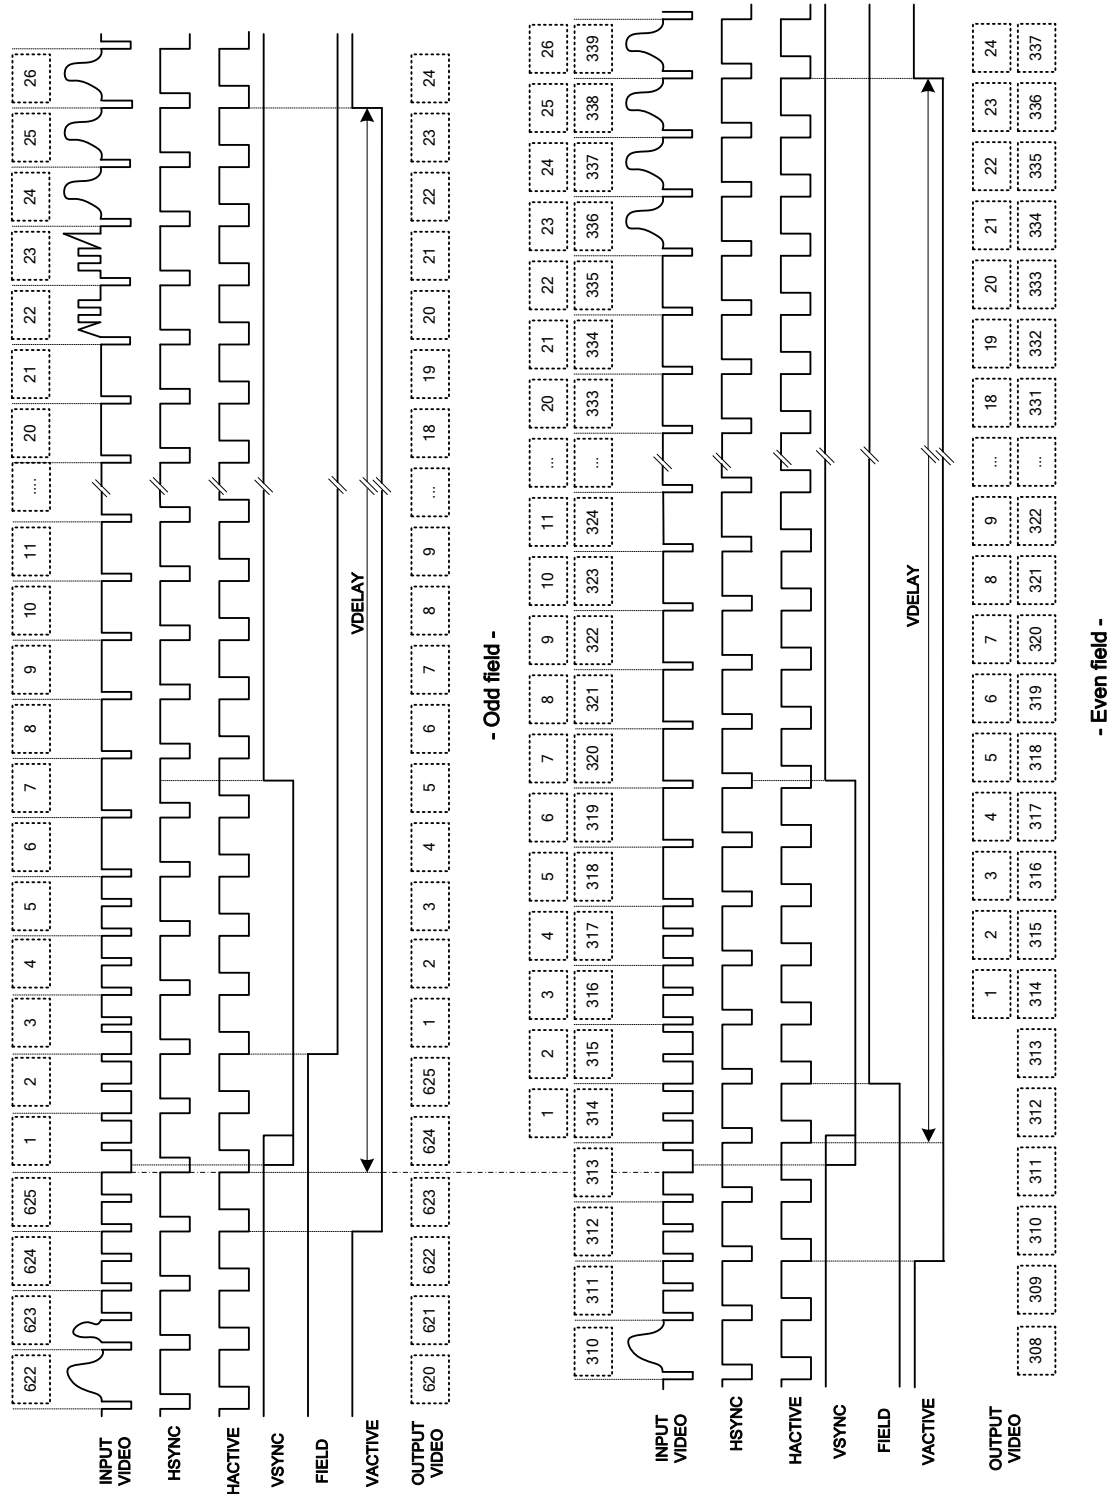 622 623 624 625 1 2 3 4 5 6 7 8 9 10 11 .... 20 21 22 23 24 25 26
INPUT
VIDEO
HSYNC
HACTIVE
VSYNC
FIELD
VACTIVE
VDELAY
OUTPUT
VIDEO
620 621 622 623 624 625 1 2 3 4 5 6 7 8 9 .... 18 19 20 21 22 23 24
- Odd field -
1 2 3 4 5 6 7 8 9 10 11 ... 20 21 22 23 24 25 26
310 311 312 313 314 315 316 317 318 319 320 321 322 323 324 ... 333 334 335 336 337 338 339
INPUT
VIDEO
HSYNC
HACTIVE
VSYNC
FIELD
VACTIVE
VDELAY
OUTPUT
VIDEO
1 2 3 4 5 6 7 8 9 ... 18 19 20 21 22 23 24
308 309 310 311 312 313 314 315 316 317 318 319 320 321 322 ... 331 332 333 334 335 336 337
- Even field -